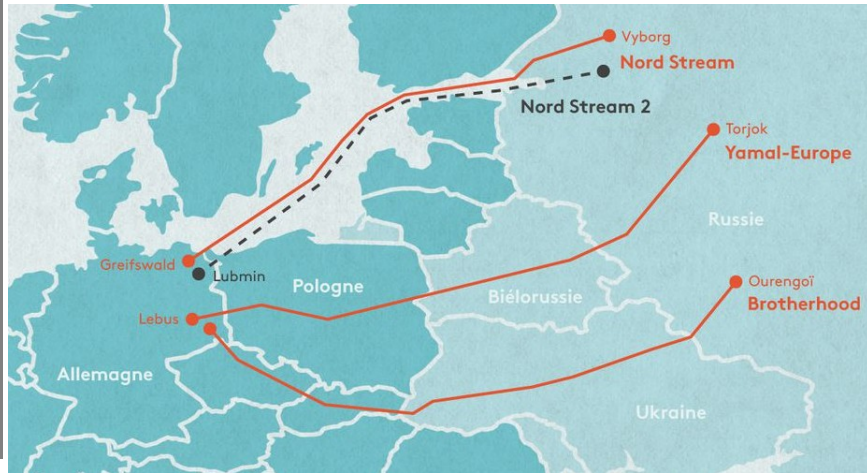 Vyborg
Nord Stream
Nord Stream 2
Torjok
Yamal-Europe
Russie
Greifswald
Lubmin
Pologne
Biélorussie
Ourengoï
Brotherhood
Lebus
Allemagne
Ukraine